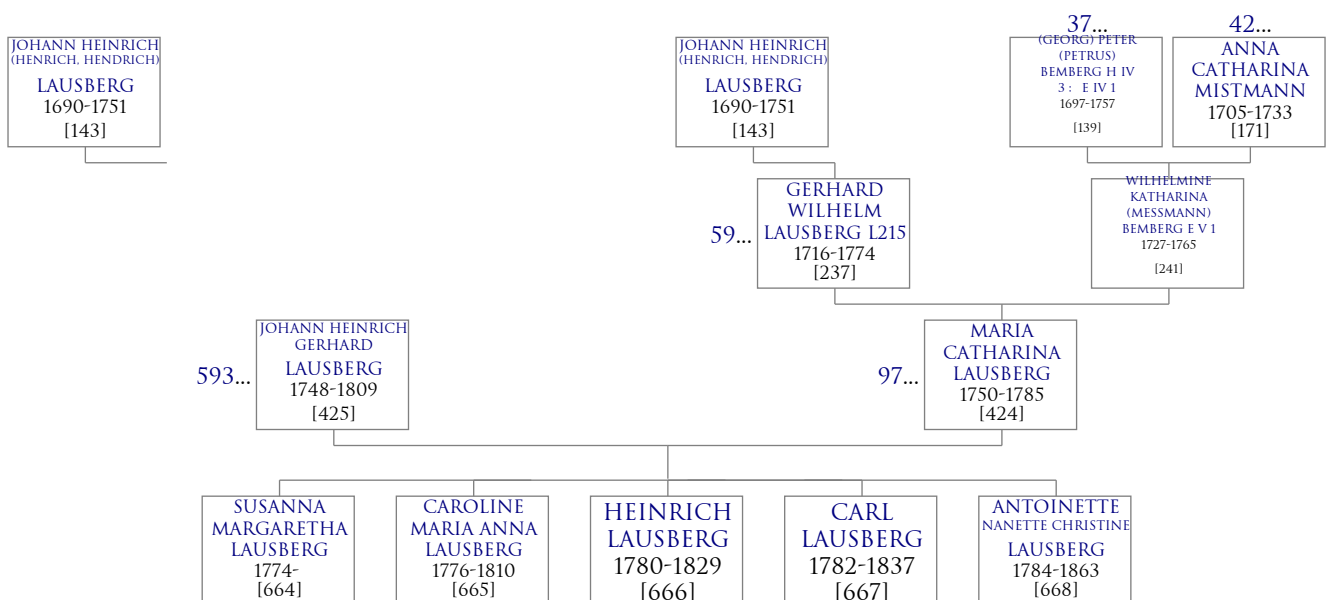 37...
42...
JOHANN HEINRICH
(HENRICH, HENDRICH)
LAUSBERG
1690-1751
[143]
JOHANN HEINRICH
(HENRICH, HENDRICH)
LAUSBERG
1690-1751
[143]
(GEORG) PETER
(PETRUS)
BEMBERG H IV
3 : E IV 1
1697-1757
[139]
ANNA
CATHARINA
MISTMANN
1705-1733
[171]
59...
GERHARD
WILHELM
LAUSBERG L215
1716-1774
[237]
WILHELMINE
KATHARINA
(MESSMANN)
BEMBERG E V 1
1727-1765
[241]
593...
JOHANN HEINRICH
GERHARD
LAUSBERG
1748-1809
[425]
97...
MARIA
CATHARINA
LAUSBERG
1750-1785
[424]
SUSANNA
MARGARETHA
LAUSBERG
1774-
[664]
CAROLINE
MARIA ANNA
LAUSBERG
1776-1810
[665]
HEINRICH
LAUSBERG
1780-1829
[666]
CARL
LAUSBERG
1782-1837
[667]
ANTOINETTE
NANETTE CHRISTINE
LAUSBERG
1784-1863
[668]